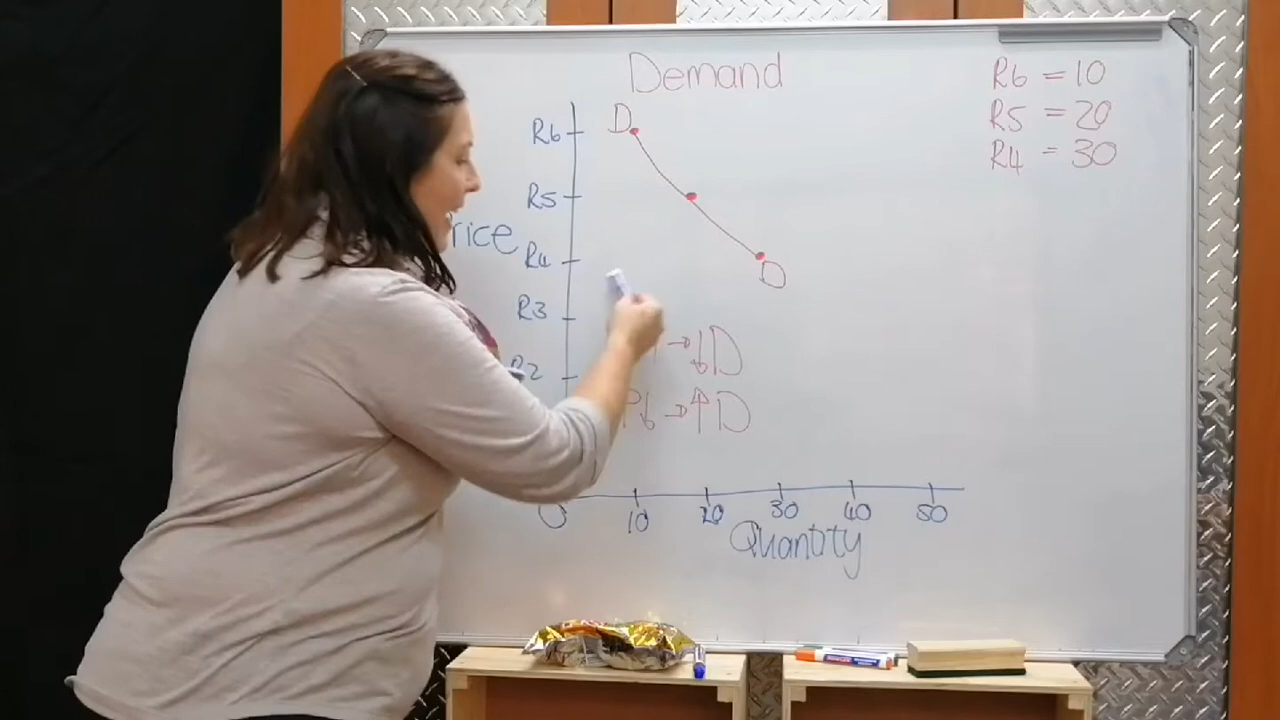 Demand
R6 = 10
R5 = 20
R4 = 30
R6
D
R5
rice
R4
D
R3
→ ↓D
R2
P↓ → ↑D
0
10 20 30 40 50
Quantity